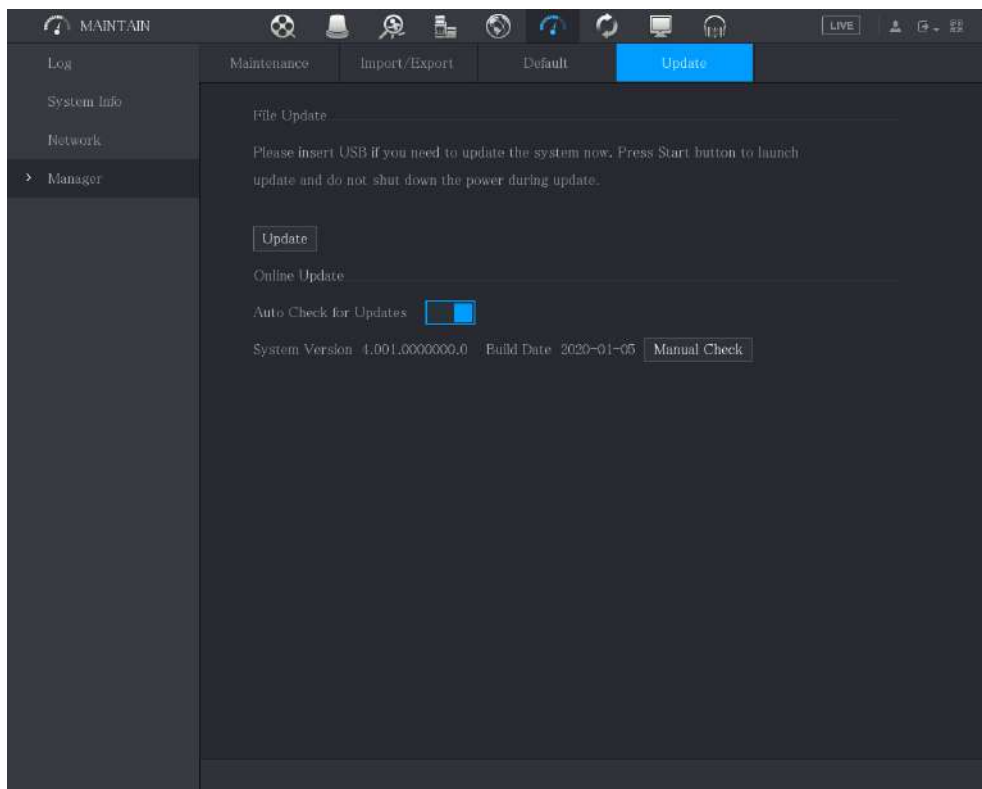 MAINTAIN
LIVE
Log
System Info
Network
Manager
Maintenance
Import/Export
Default
Update
File Update
Please insert USB if you need to update the system now. Press Start button to launch
update and do not shut down the power during update.
Update
Online Update
Auto Check for Updates
System Version 4.001.0000000.0 Build Date 2020-01-05 Manual Check